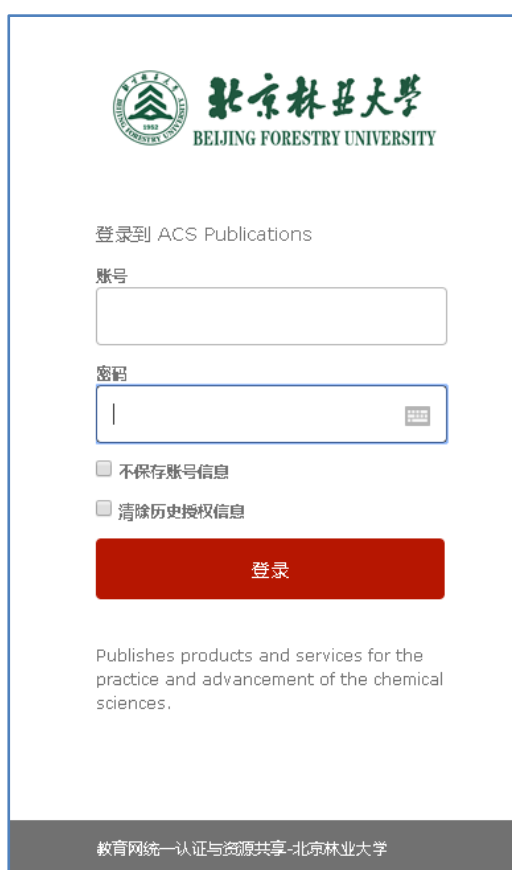 北京林业大学
BEIJING FORESTRY UNIVERSITY
1952
登录到 ACS Publications
账号
密码
不保存账号信息
清除历史授权信息
登录
Publishes products and services for the
practice and advancement of the chemical
sciences.
教育网统一认证与资源共享-北京林业大学